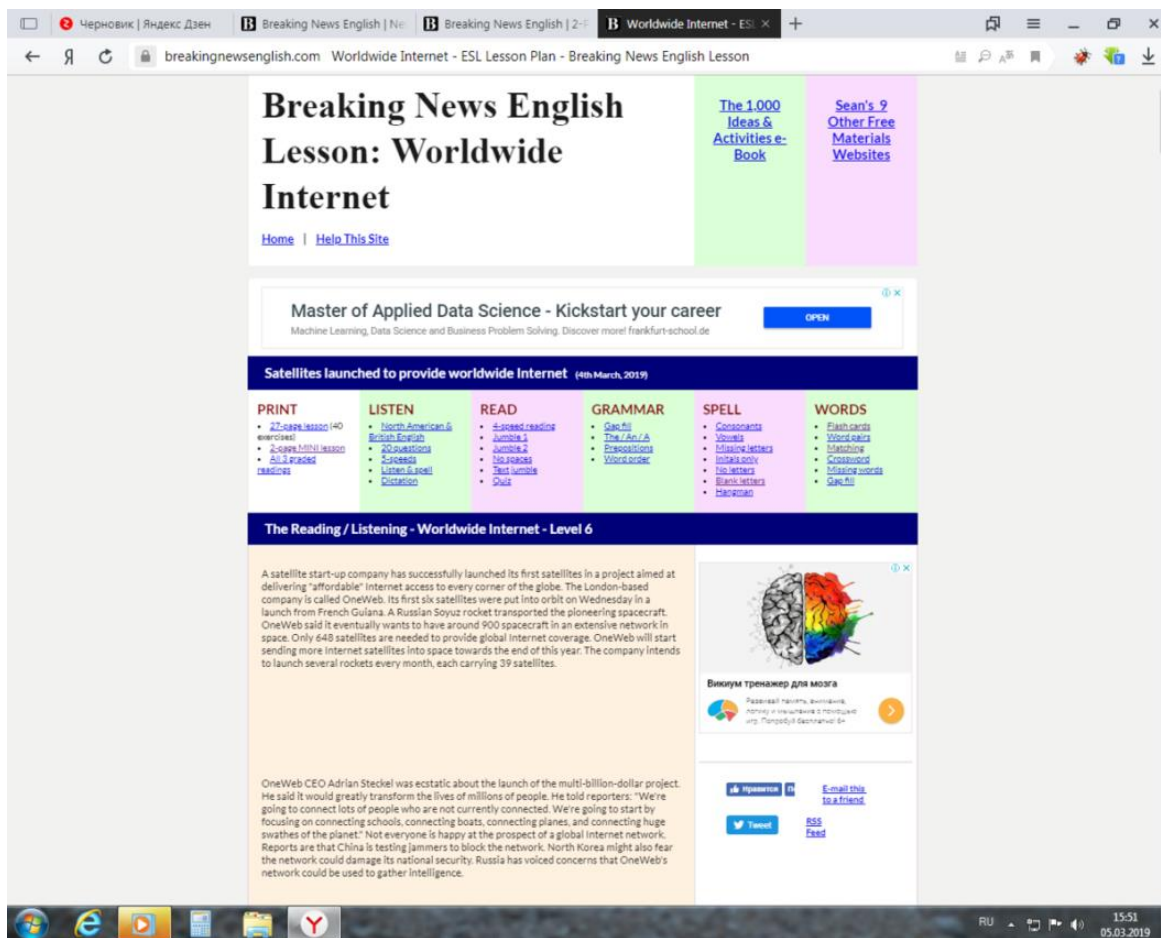 Черновик | Яндекс Дзен
Breaking News English | Ne
Breaking News English | 2-
Worldwide Internet - ES
breakingnewsenglish.com Worldwide Internet - ESL Lesson Plan - Breaking News English Lesson
Breaking News English
Lesson: Worldwide
Internet
Home | Help This Site
The 1,000
Ideas &
Activities e-
Book
Sean's 9
Other Free
Materials
Websites
Master of Applied Data Science - Kickstart your career
Machine Learning, Data Science and Business Problem Solving. Discover more! frankfurt-school.de
OPEN
Satellites launched to provide worldwide Internet (4th March, 2019)
PRINT
• 27-page lesson (40
exercises)
• 2-page MINI lesson
• All 3 graded
readings
LISTEN
• North American &
British English
• 20 questions
• 5-speeds
• Listen & spell
• Dictation
READ
• 4-speed reading
• Jumble 1
• Jumble 2
• No spaces
• Text jumble
• Quiz
GRAMMAR
• Gap fill
• The / An / A
• Prepositions
• Word order
SPELL
• Consonants
• Vowels
• Missing letters
• Initals only
• No letters
• Blank letters
• Hangman
WORDS
• Flash cards
• Word pairs
• Matching
• Crossword
• Missing words
• Gap fill
The Reading / Listening - Worldwide Internet - Level 6
A satellite start-up company has successfully launched its first satellites in a project aimed at
delivering "affordable" Internet access to every corner of the globe. The London-based
company is called OneWeb. Its first six satellites were put into orbit on Wednesday in a
launch from French Guiana. A Russian Soyuz rocket transported the pioneering spacecraft.
OneWeb said it eventually wants to have around 900 spacecraft in an extensive network in
space. Only 648 satellites are needed to provide global Internet coverage. OneWeb will start
sending more Internet satellites into space towards the end of this year. The company intends
to launch several rockets every month, each carrying 39 satellites.
OneWeb CEO Adrian Steckel was ecstatic about the launch of the multi-billion-dollar project.
He said it would greatly transform the lives of millions of people. He told reporters: "We're
going to connect lots of people who are not currently connected. We're going to start by
focusing on connecting schools, connecting boats, connecting planes, and connecting huge
swathes of the planet." Not everyone is happy at the prospect of a global Internet network.
Reports are that China is testing jammers to block the network. North Korea might also fear
the network could damage its national security. Russia has voiced concerns that OneWeb's
network could be used to gather intelligence.
Викиум тренажер для мозга
Развивай память, внимание,
логику и мышление с помощью
игр. Попробуй бесплатно! 6+
Нравится
E-mail this
to a friend
Tweet
RSS
Feed
RU
15:51
05.03.2019